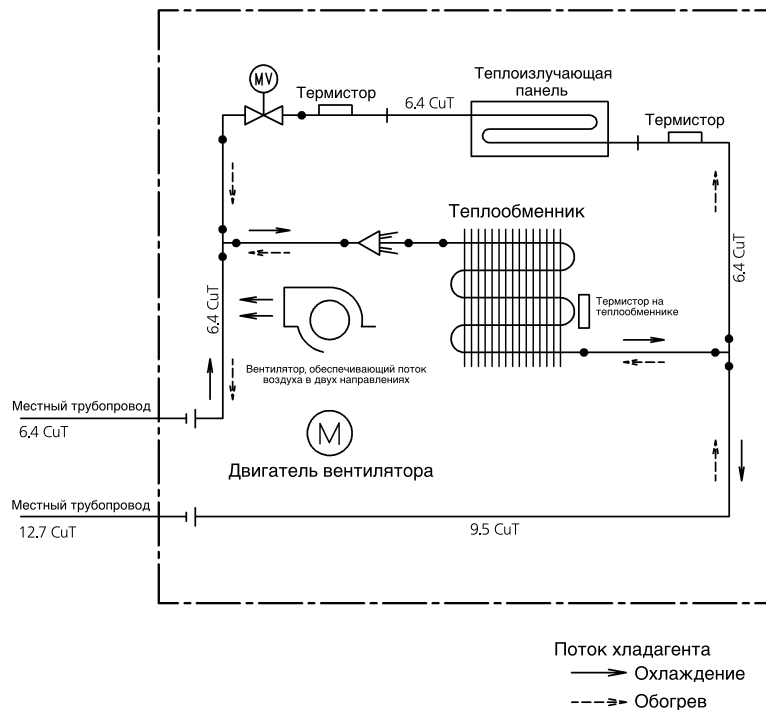 MV
Термистор
6.4 CuT
Теплоизлучающая
панель
Термистор
Теплообменник
6.4 CuT
6.4 CuT
Термистор на
теплообменнике
Вентилятор, обеспечивающий поток
воздуха в двух направлениях
Местный трубопровод
6.4 CuT
M
Двигатель вентилятора
Местный трубопровод
12.7 CuT
9.5 CuT
Поток хладагента
Охлаждение
Обогрев